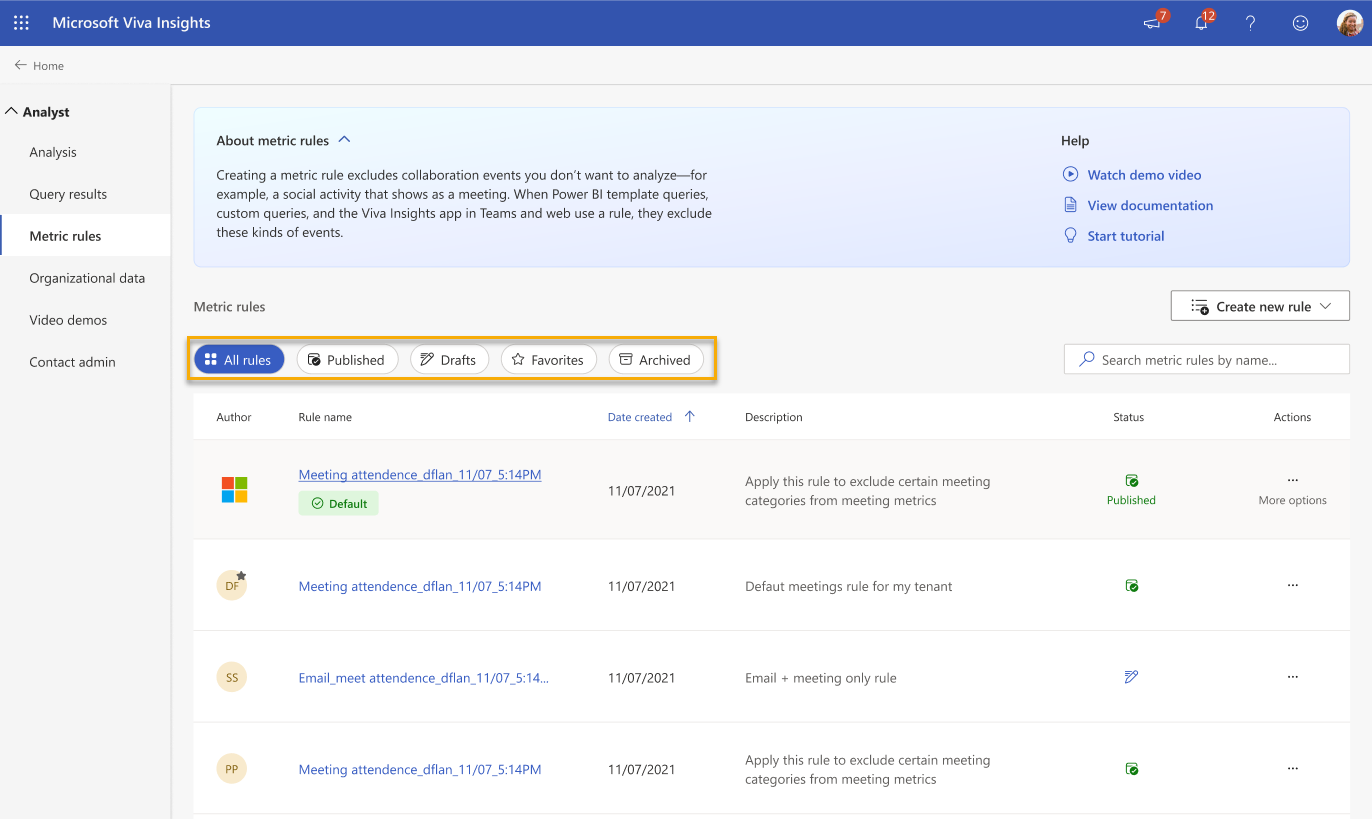 Microsoft Viva Insights
7
12
Home
Analyst
Analysis
Query results
Metric rules
Organizational data
Video demos
Contact admin
About metric rules
Creating a metric rule excludes collaboration events you don’t want to analyze—for
example, a social activity that shows as a meeting. When Power BI template queries,
custom queries, and the Viva Insights app in Teams and web use a rule, they exclude
these kinds of events.
Help
Watch demo video
View documentation
Start tutorial
Metric rules
Create new rule
All rules
Published
Drafts
Favorites
Archived
Search metric rules by name...
Author
Rule name
Date created
Description
Status
Actions
Meeting attendence_dflan_11/07_5:14PM
Default
11/07/2021
Apply this rule to exclude certain meeting
categories from meeting metrics
Published
More options
DF
Meeting attendence_dflan_11/07_5:14PM
11/07/2021
Defaut meetings rule for my tenant
SS
Email_meet attendence_dflan_11/07_5:14...
11/07/2021
Email + meeting only rule
PP
Meeting attendence_dflan_11/07_5:14PM
11/07/2021
Apply this rule to exclude certain meeting
categories from meeting metrics